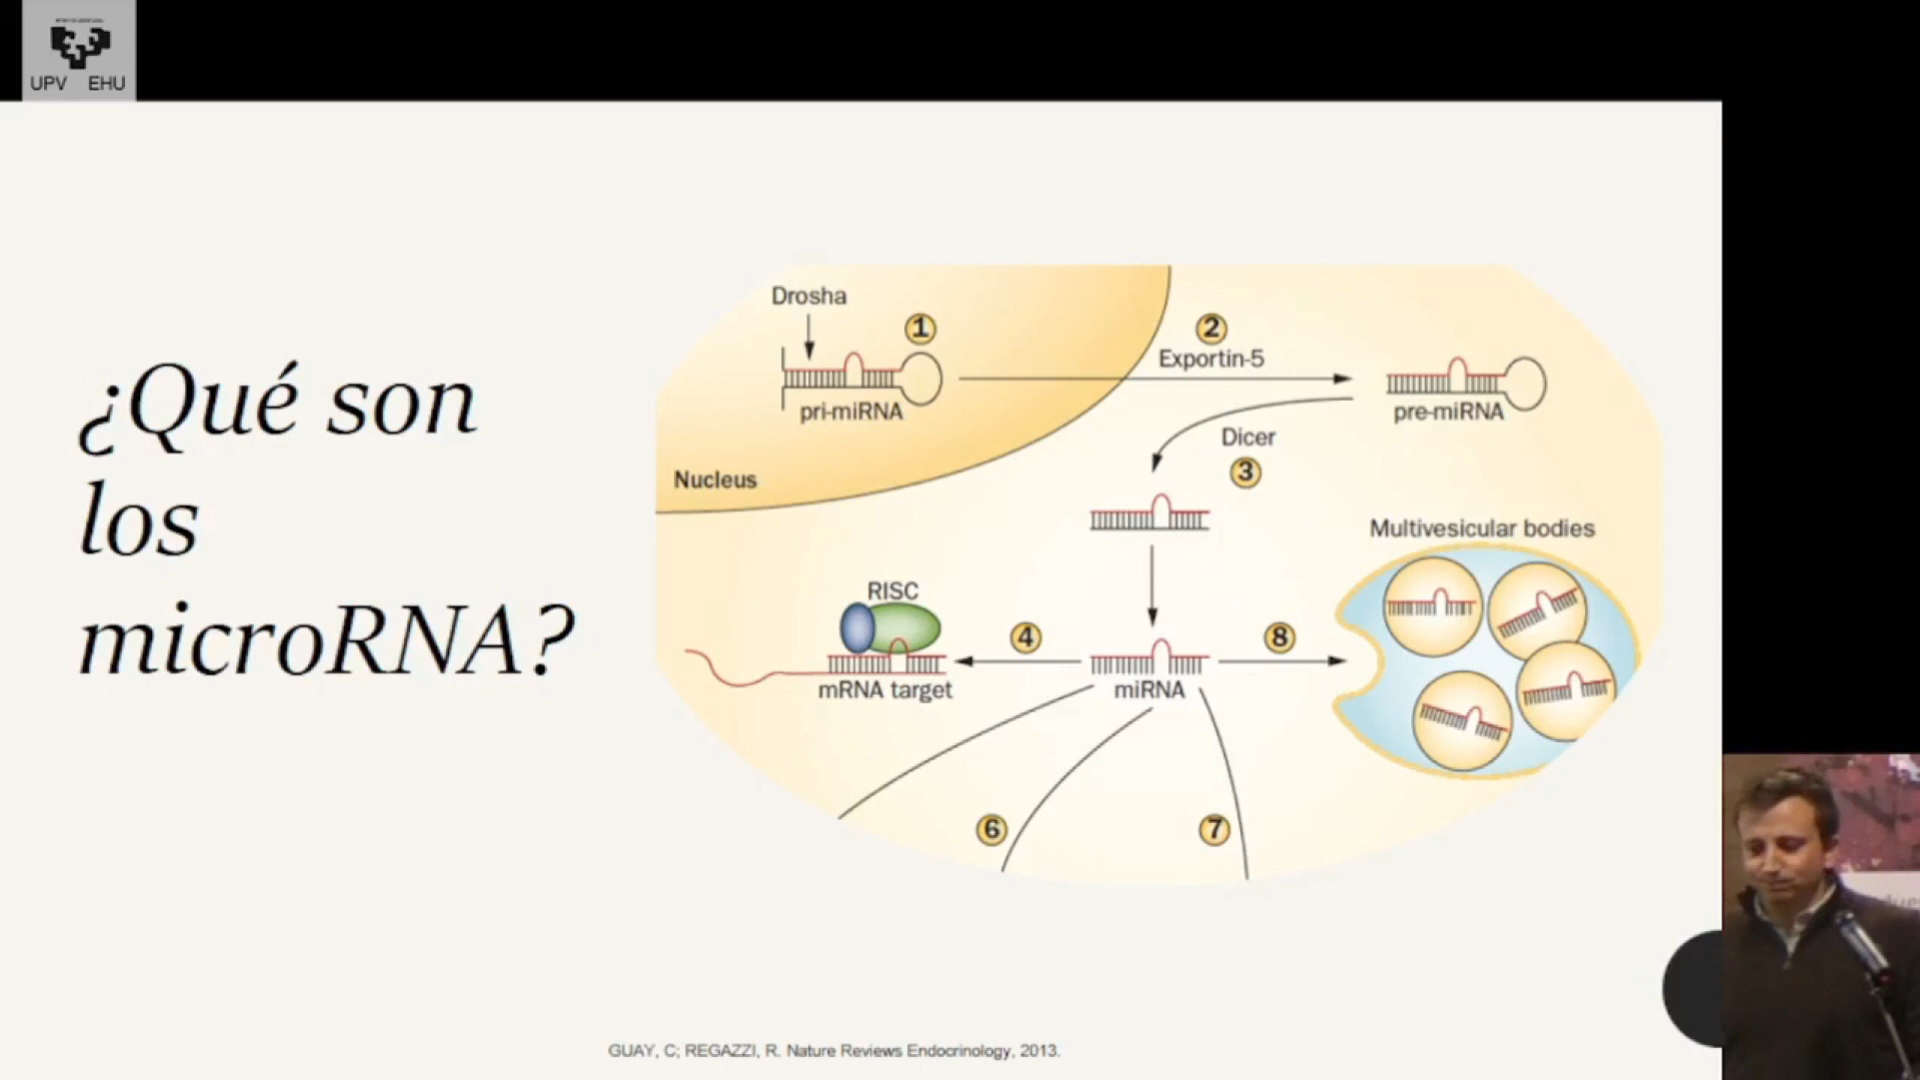 UPV EHU
¿Qué son
los
microRNA?
Drosha
1
pri-miRNA
Nucleus
2
Exportin-5
pre-miRNA
Dicer
3
Multivesicular bodies
RISC
4
mRNA target
miRNA
8
6
7
GUAY, C; REGAZZI, R. Nature Reviews Endocrinology, 2013.